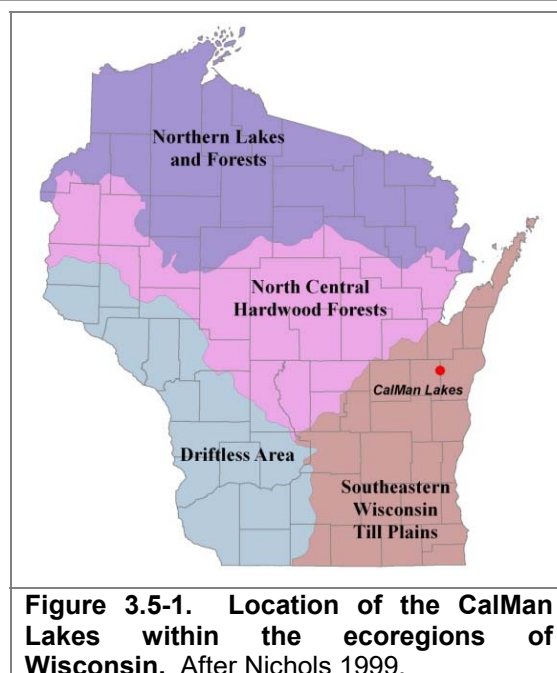 Northern Lakes
and Forests
North Central
Hardwood Forests
CalMan Lakes
Driftless Area
Southeastern
Wisconsin
Till Plains
Figure 3.5-1. Location of the CalMan
Lakes within the ecoregions of
Wisconsin. After Nichols 1999.